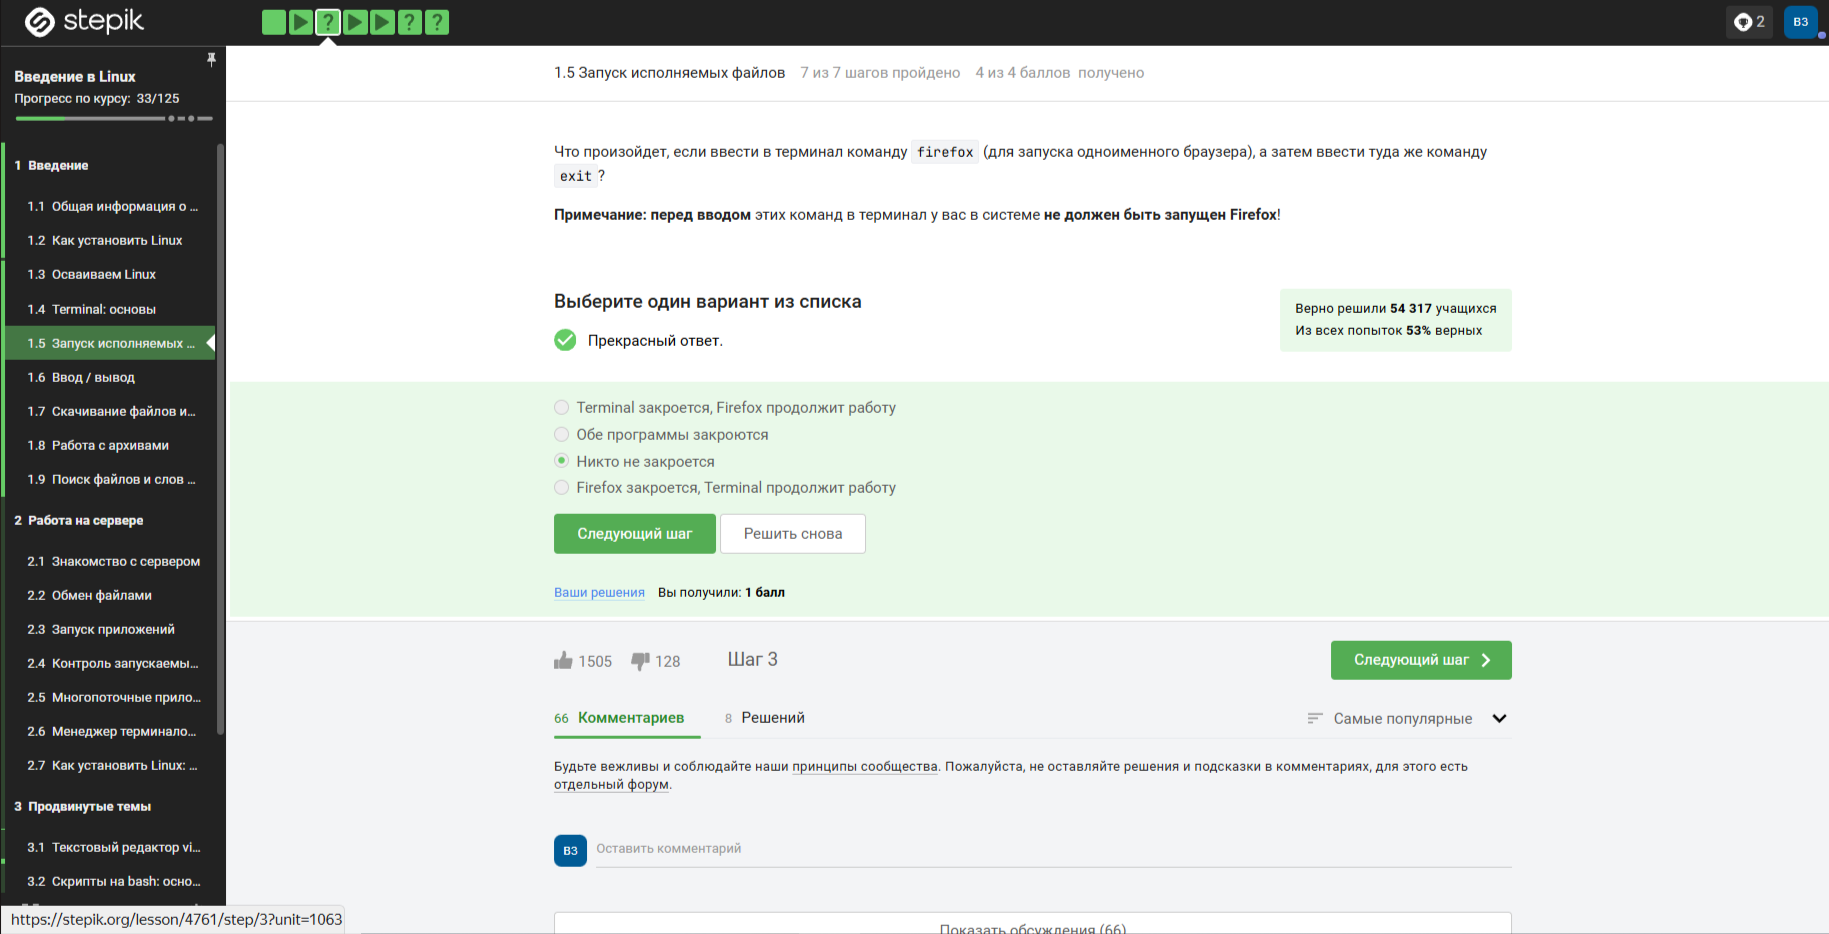 stepik
? ? ?
2
ВЗ
Введение в Linux
Прогресс по курсу: 33/125
1 Введение
1.1 Общая информация о ...
1.2 Как установить Linux
1.3 Осваиваем Linux
1.4 Terminal: основы
1.5 Запуск исполняемых ...
1.6 Ввод / вывод
1.7 Скачивание файлов и...
1.8 Работа с архивами
1.9 Поиск файлов и слов ...
2 Работа на сервере
2.1 Знакомство с сервером
2.2 Обмен файлами
2.3 Запуск приложений
2.4 Контроль запускаемы...
2.5 Многопоточные прило...
2.6 Менеджер терминало...
2.7 Как установить Linux: ...
3 Продвинутые темы
3.1 Текстовый редактор vi...
3.2 Скрипты на bash: осно...
https://stepik.org/lesson/4761/step/3?unit=1063
1.5 Запуск исполняемых файлов 7 из 7 шагов пройдено 4 из 4 баллов получено
Что произойдет, если ввести в терминал команду firefox (для запуска одноименного браузера), а затем ввести туда же команду
exit ?
Примечание: перед вводом этих команд в терминал у вас в системе не должен быть запущен Firefox!
Выберите один вариант из списка
Прекрасный ответ.
Верно решили 54 317 учащихся
Из всех попыток 53% верных
Terminal закроется, Firefox продолжит работу
Обе программы закроются
Никто не закроется
Firefox закроется, Terminal продолжит работу
Следующий шаг Решить снова
Ваши решения Вы получили: 1 балл
1505 128 Шаг 3 Следующий шаг
66 Комментариев 8 Решений Самые популярные
Будьте вежливы и соблюдайте наши принципы сообщества. Пожалуйста, не оставляйте решения и подсказки в комментариях, для этого есть
отдельный форум.
ВЗ Оставить комментарий
Показать обсуждения (66)